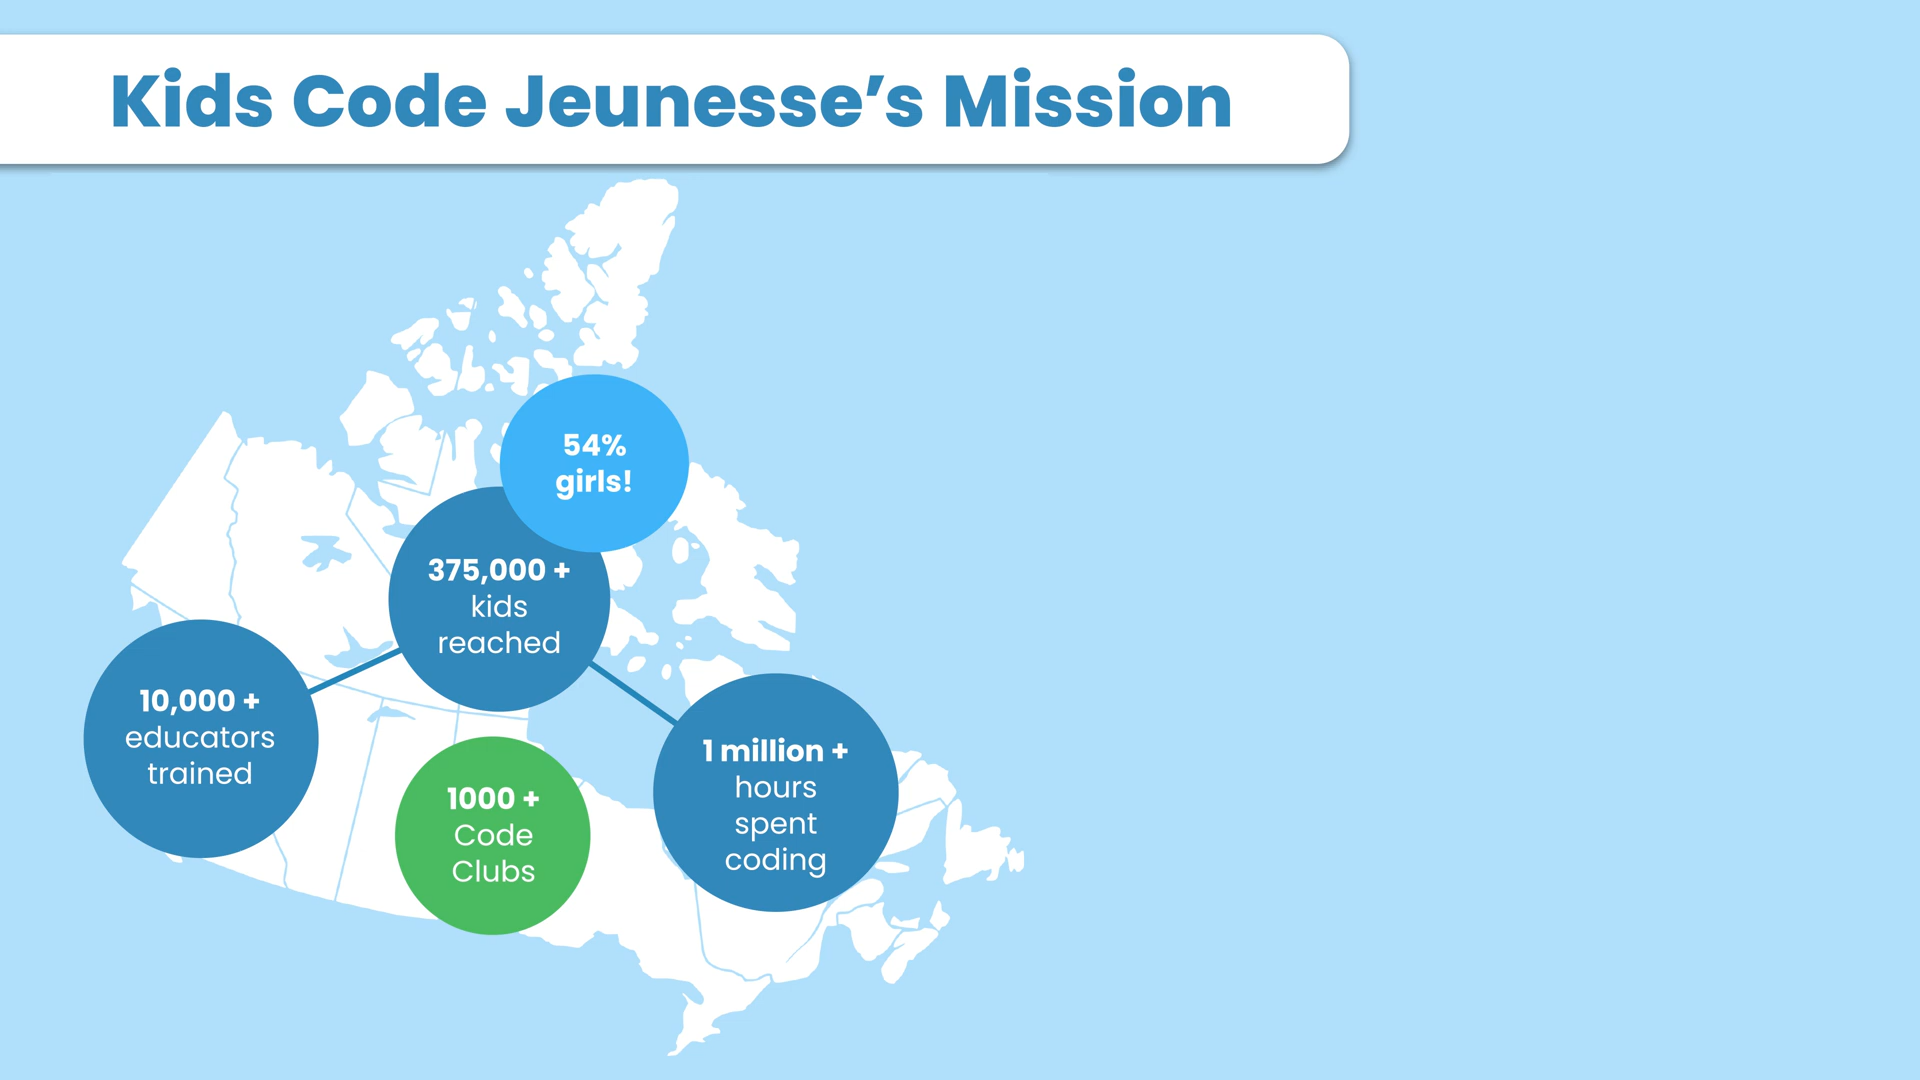 Kids Code Jeunesse’s Mission
54%
girls!
375,000 +
kids
reached
10,000 +
educators
trained
1 million +
hours
spent
coding
1000 +
Code
Clubs